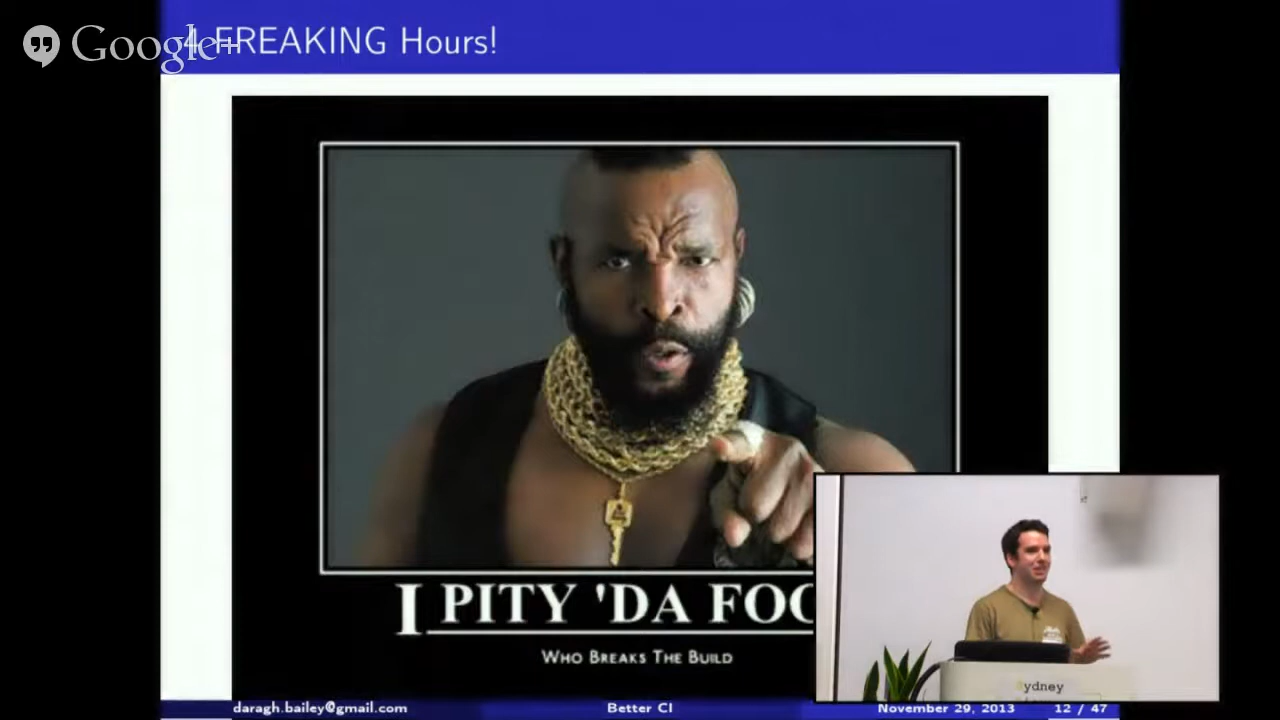 Google+
4 FREAKING Hours!
I PITY 'DA FOO
WHO BREAKS THE BUILD
ydney
daragh.bailey@gmail.com Better CI November 29, 2013 12 / 47